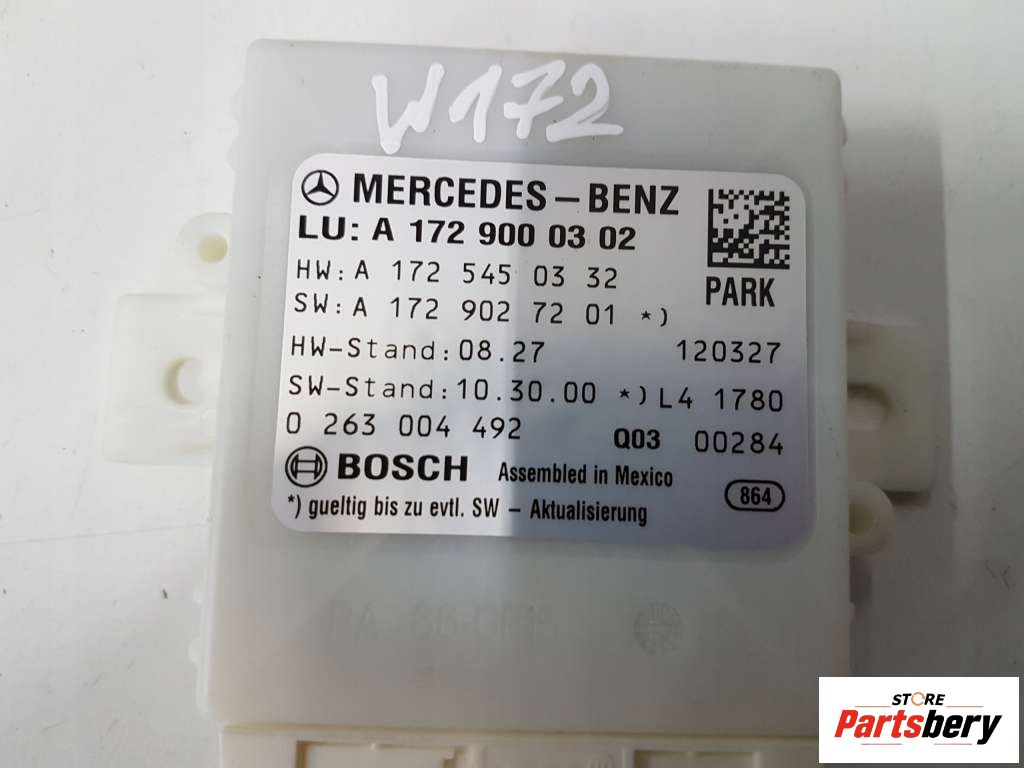 W172
MERCEDES-BENZ
LU: A 172 900 03 02
HW: A 172 545 03 32
PARK
SW: A 172 902 72 01 *)
HW-Stand: 08.27 120327
SW-Stand: 10.30.00 *) L4 1780
0 263 004 492 Q03 00284
BOSCH Assembled in Mexico
864
*) gueltig bis zu evtl. SW - Aktualisierung
STORE
Partsbery